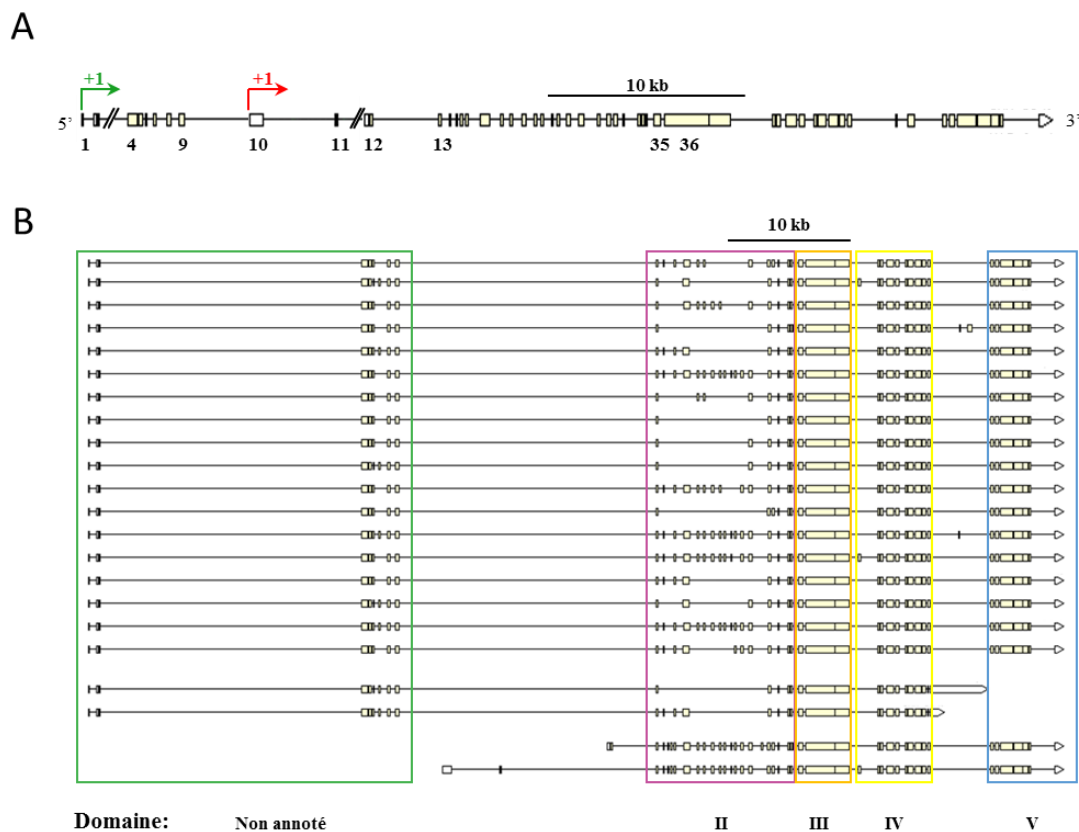 A
+1 +1 10 kb
5’ 3’
1 4 9 10 11 12 13 35 36
B
10 kb
Domaine: Non annoté II III IV V